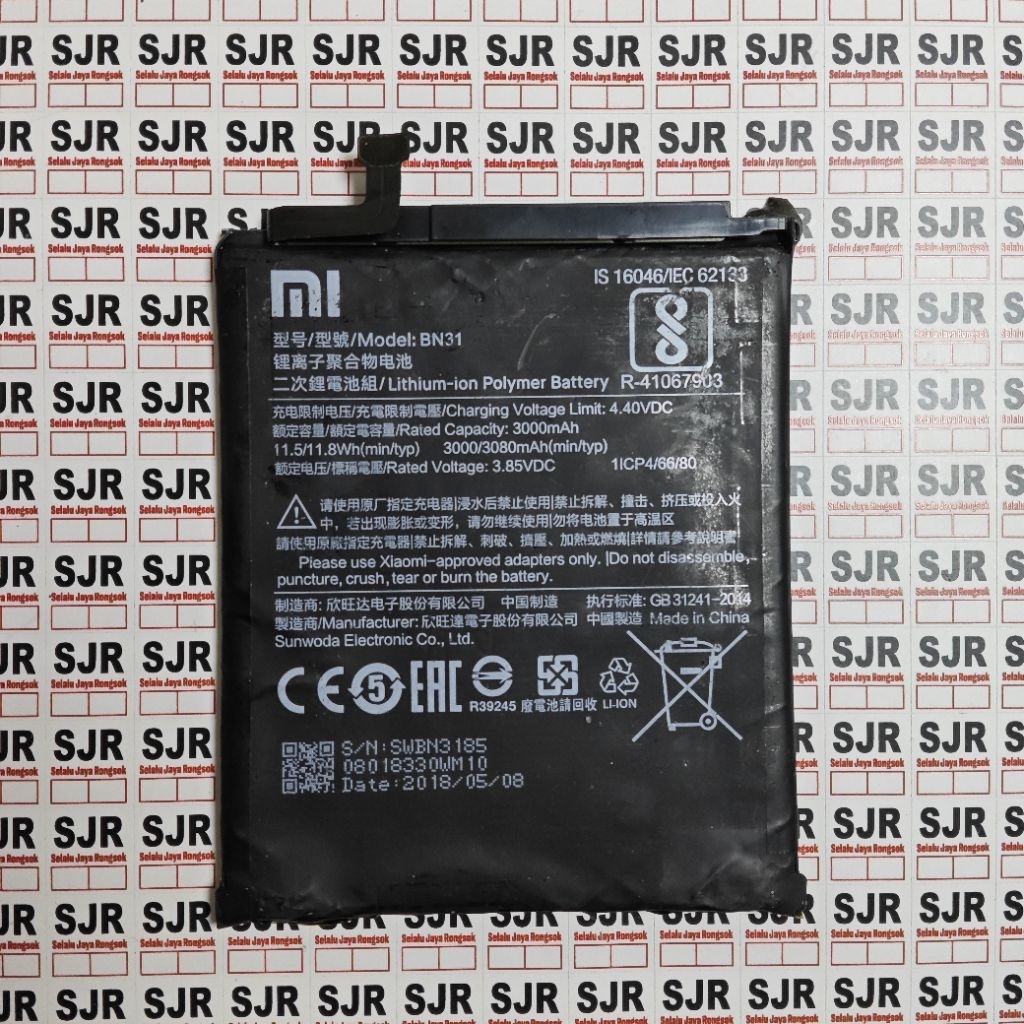 SJR
Selalu Jaya Rongsok
MI
IS 16046/IEC 62133
型号/型號/Model: BN31
锂离子聚合物电池
二次鋰電池組/Lithium-ion Polymer Battery R-41067903
充电限制电压/充電限制電壓/Charging Voltage Limit: 4.40VDC
额定容量/額定電容量/Rated Capacity: 3000mAh
11.5/11.8Wh(min/typ) 3000/3080mAh(min/typ)
额定电压/標稱電壓/Rated Voltage: 3.85VDC 1ICP4/66/80
请使用原厂指定充电器|浸水后禁止使用|禁止拆解、撞击、挤压或投入火
中，若出现膨胀或变形，请勿继续使用|勿将电池置于高温区
請使用原廠指定充電器|禁止拆解、刺破、擠壓、加熱或燃燒|詳情請參考說明書
Please use Xiaomi-approved adapters only. |Do not disassemble,
puncture, crush, tear or burn the battery.
制造商: 欣旺达电子股份有限公司 中国制造 执行标准: GB 31241-2014
製造商/Manufacturer: 欣旺達電子股份有限公司 中國製造 Made in China
Sunwoda Electronic Co., Ltd.
CE 5 EAC R39245 廢電池請回收 LI-ION
S/N:SWBN3185
08018330WM10
Date:2018/05/08